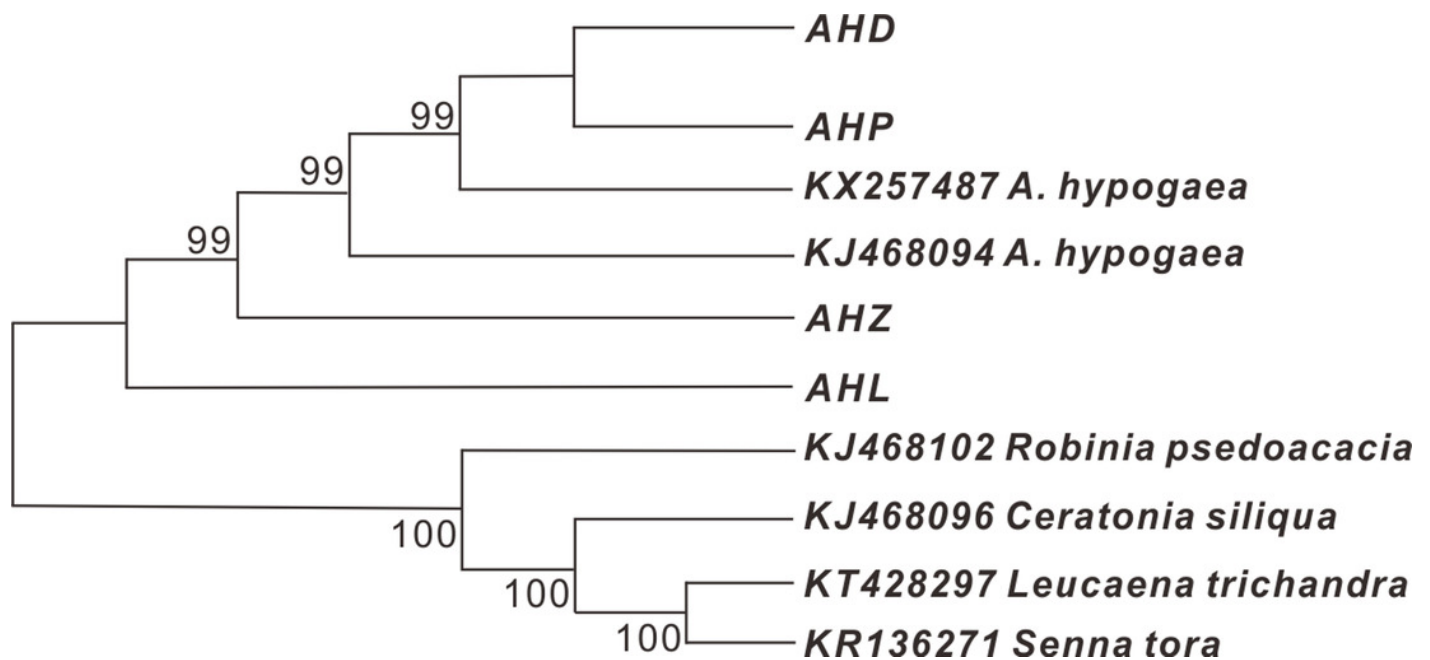 AHD
99
AHP
99
KX257487 A. hypogaea
99
KJ468094 A. hypogaea
AHZ
AHL
KJ468102 Robinia psedoacacia
100
KJ468096 Ceratonia siliqua
100
KT428297 Leucaena trichandra
100
KR136271 Senna tora